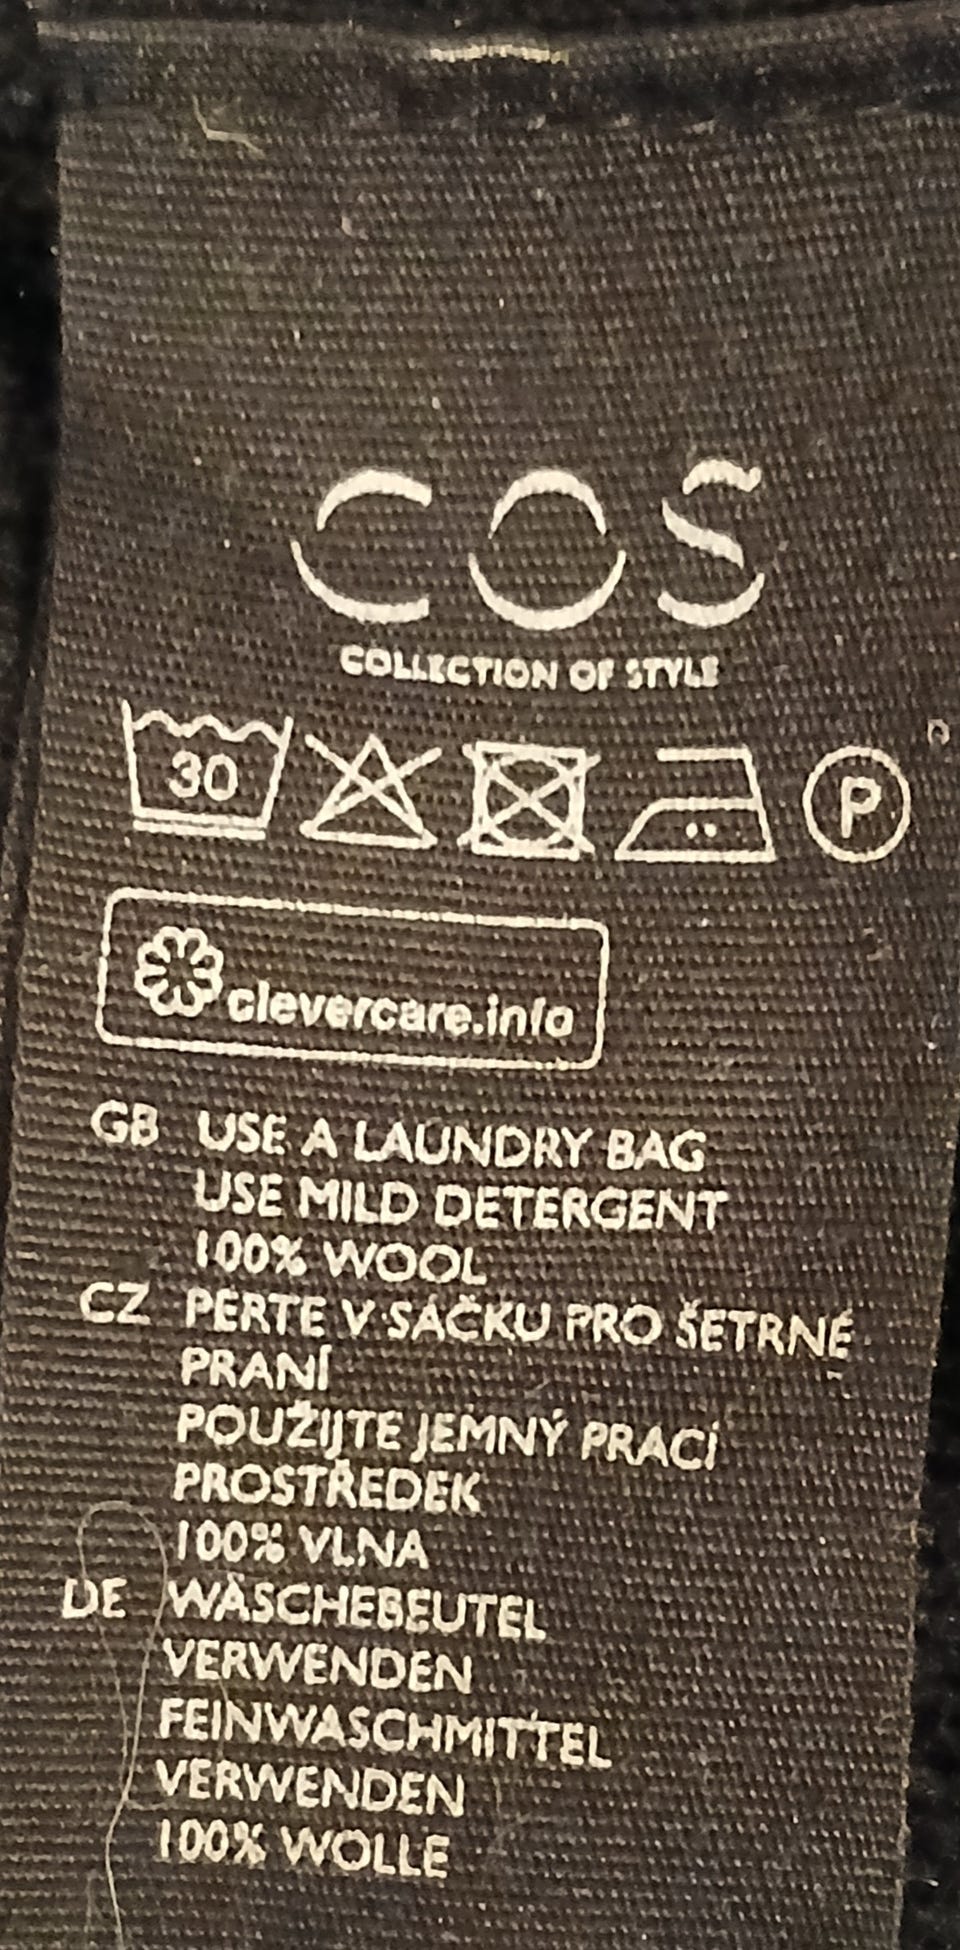 COS
COLLECTION OF STYLE
30 P
clevercare.info
GB USE A LAUNDRY BAG
USE MILD DETERGENT
100% WOOL
CZ PERTE V SÁČKU PRO ŠETRNÉ
PRANÍ
POUŽIJTE JEMNÝ PRACÍ
PROSTŘEDEK
100% VLNA
DE WÄSCHEBEUTEL
VERWENDEN
FEINWASCHMITTEL
VERWENDEN
100% WOLLE